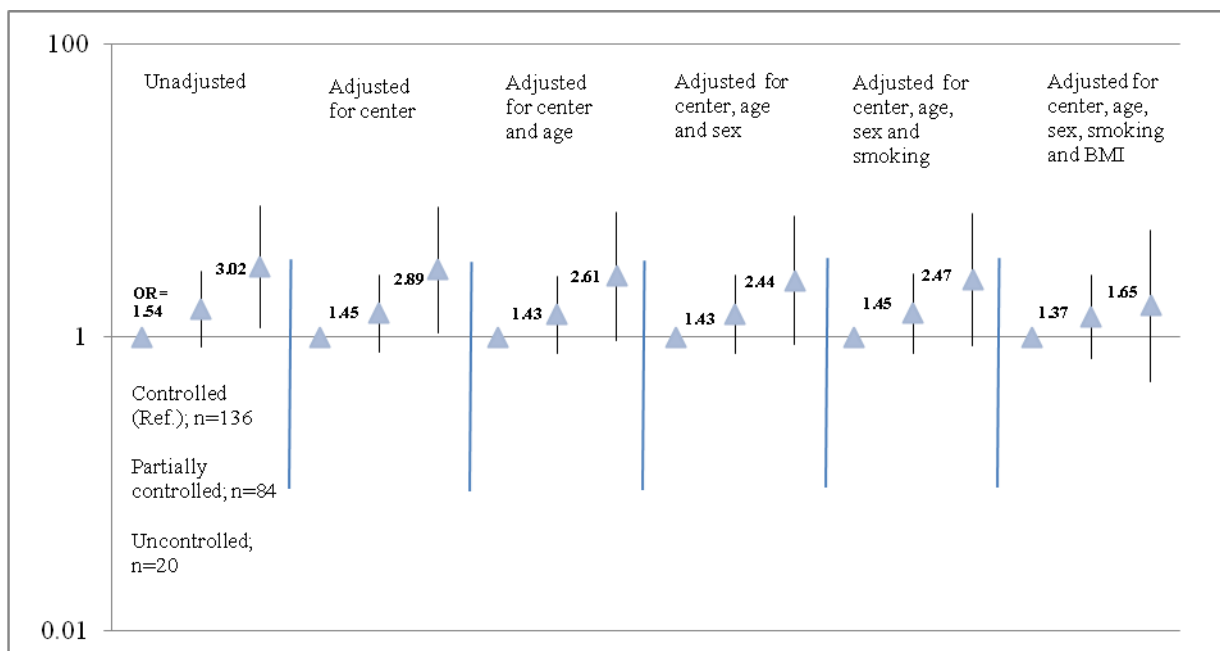 100
Unadjusted
Adjusted
for center
Adjusted
for center
and age
Adjusted for
center, age
and sex
Adjusted for
center, age,
sex and
smoking
Adjusted for
center, age,
sex, smoking
and BMI
OR=
1.54
3.02
1.45
2.89
1.43
2.61
1.43
2.44
1.45
2.47
1.37
1.65
1
Controlled
(Ref.); n=136
Partially
controlled; n=84
Uncontrolled;
n=20
0.01